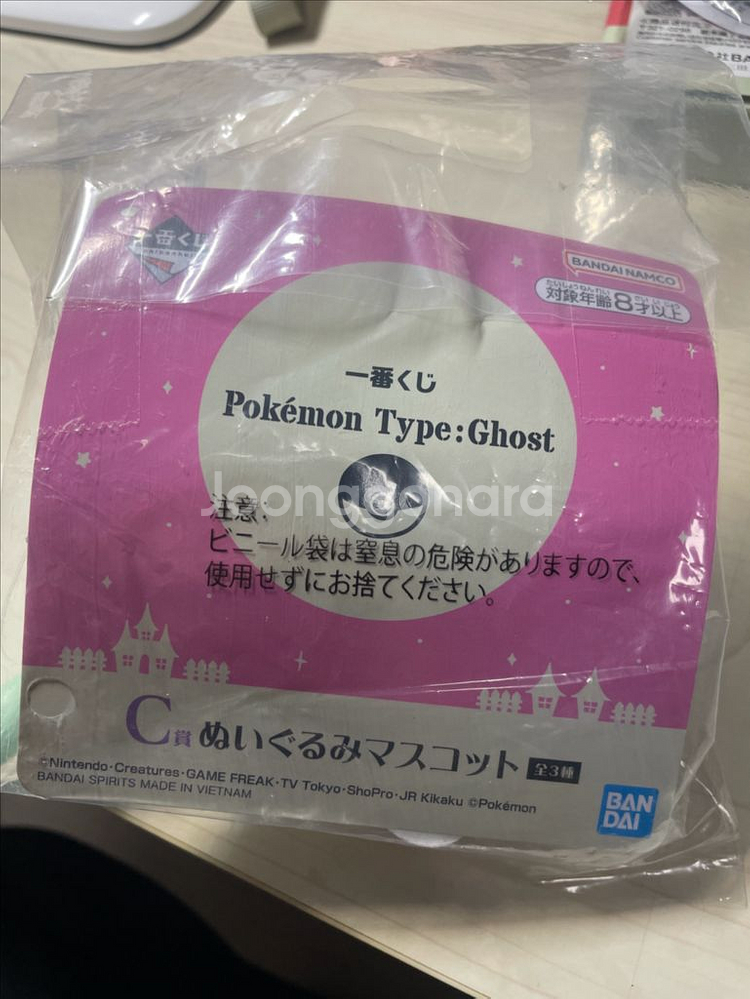 一番くじ
BANDAI NAMCO
たいしょうねんれい さい いじょう
対象年齢8才以上
一番くじ
Pokémon Type:Ghost
Joonggonara
注意:
ビニール袋は窒息の危険がありますので、
使用せずにお捨てください。
C賞 ぬいぐるみマスコット 全3種
©Nintendo・Creatures・GAME FREAK・TV Tokyo・ShoPro・JR Kikaku ©Pokémon
BANDAI SPIRITS MADE IN VIETNAM
BAN
DAI